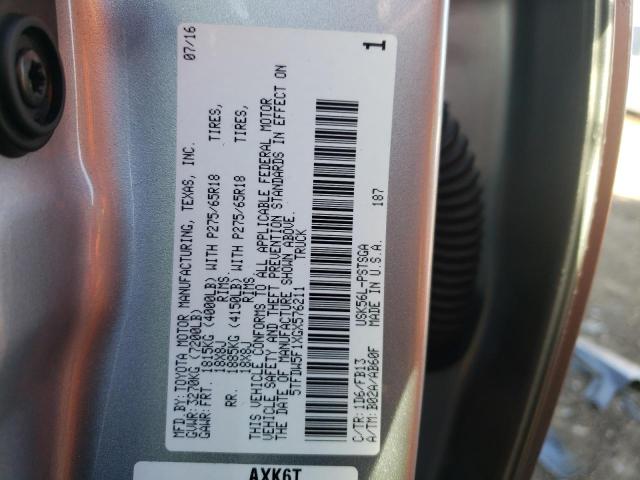 MFD BY: TOYOTA MOTOR MANUFACTURING, TEXAS, INC. 07/16
GVWR: 3270KG (7200LB)
GAWR: FRT. 1815KG (4000LB) WITH P275/65R18 TIRES,
18X8J RIMS,
RR. 1885KG (4150LB) WITH P275/65R18 TIRES,
18X8J RIMS
THIS VEHICLE CONFORMS TO ALL APPLICABLE FEDERAL MOTOR
VEHICLE SAFETY AND THEFT PREVENTION STANDARDS IN EFFECT ON
THE DATE OF MANUFACTURE SHOWN ABOVE.
5TFDW5F1XGX576211 TRUCK
1
C/TR: 1D6/FB13 USK56L-PSTSGA
A/TM: B02A/AB60F MADE IN U.S.A. 187
AXK6T